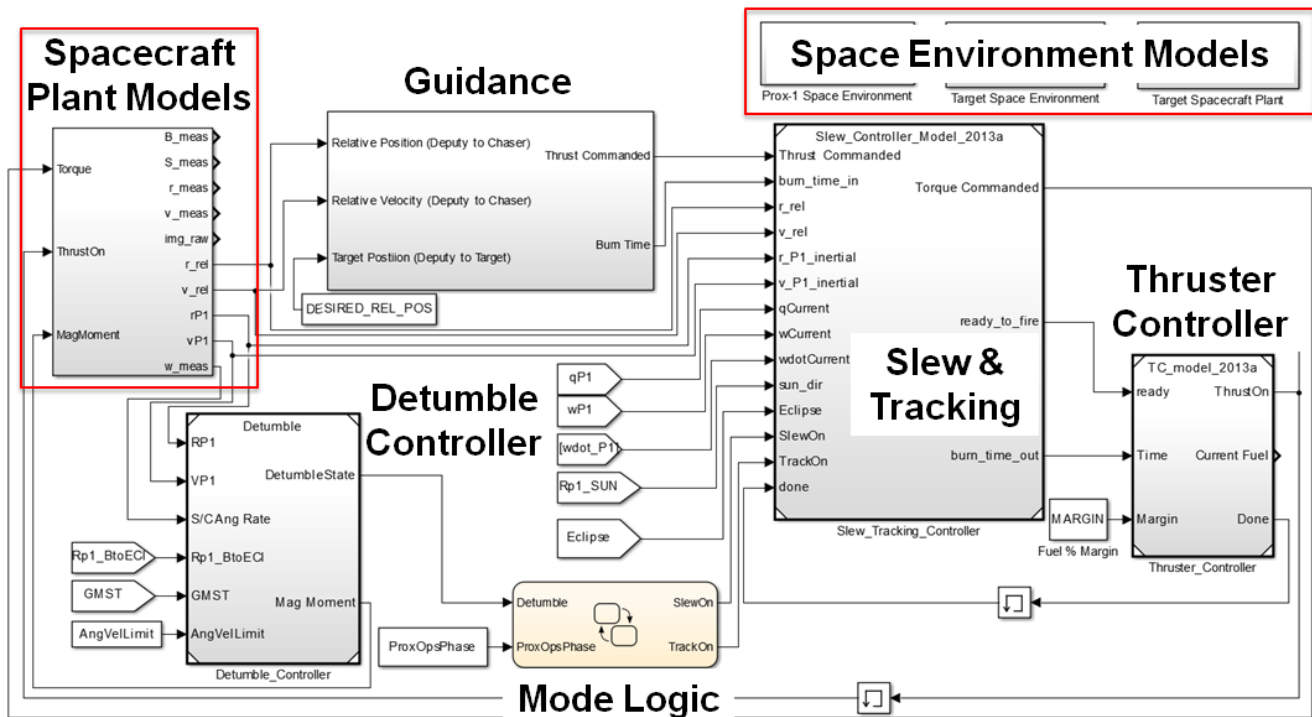 Spacecraft
Plant Models
Guidance
Space Environment Models
Prox-1 Space Environment
Target Space Environment
Target Spacecraft Plant
Torque
ThrustOn
MagMoment
B_meas
S_meas
r_meas
v_meas
img_raw
r_rel
v_rel
rP1
vP1
w_meas
Relative Position (Deputy to Chaser)
Relative Velocity (Deputy to Chaser)
Target Postiion (Deputy to Target)
Thrust Commanded
Burn Time
DESIRED_REL_POS
Slew_Controller_Model_2013a
Thrust Commanded
burn_time_in
r_rel
v_rel
r_P1_inertial
v_P1_inertial
qCurrent
wCurrent
wdotCurrent
sun_dir
Eclipse
SlewOn
TrackOn
done
Torque Commanded
ready_to_fire
burn_time_out
Slew &
Tracking
Slew_Tracking_Controller
Thruster
Controller
TC_model_2013a
ready
Time
Margin
ThrustOn
Current Fuel
Done
Thruster_Controller
MARGIN
Fuel % Margin
qP1
wP1
[wdot_P1]
Rp1_SUN
Eclipse
Detumble
Controller
Detumble
RP1
VP1
S/CAng Rate
Rp1_BtoECI
GMST
AngVelLimit
DetumbleState
Mag Moment
Detumble_Controller
Rp1_BtoECI
GMST
AngVelLimit
ProxOpsPhase
Detumble
ProxOpsPhase
SlewOn
TrackOn
Mode Logic